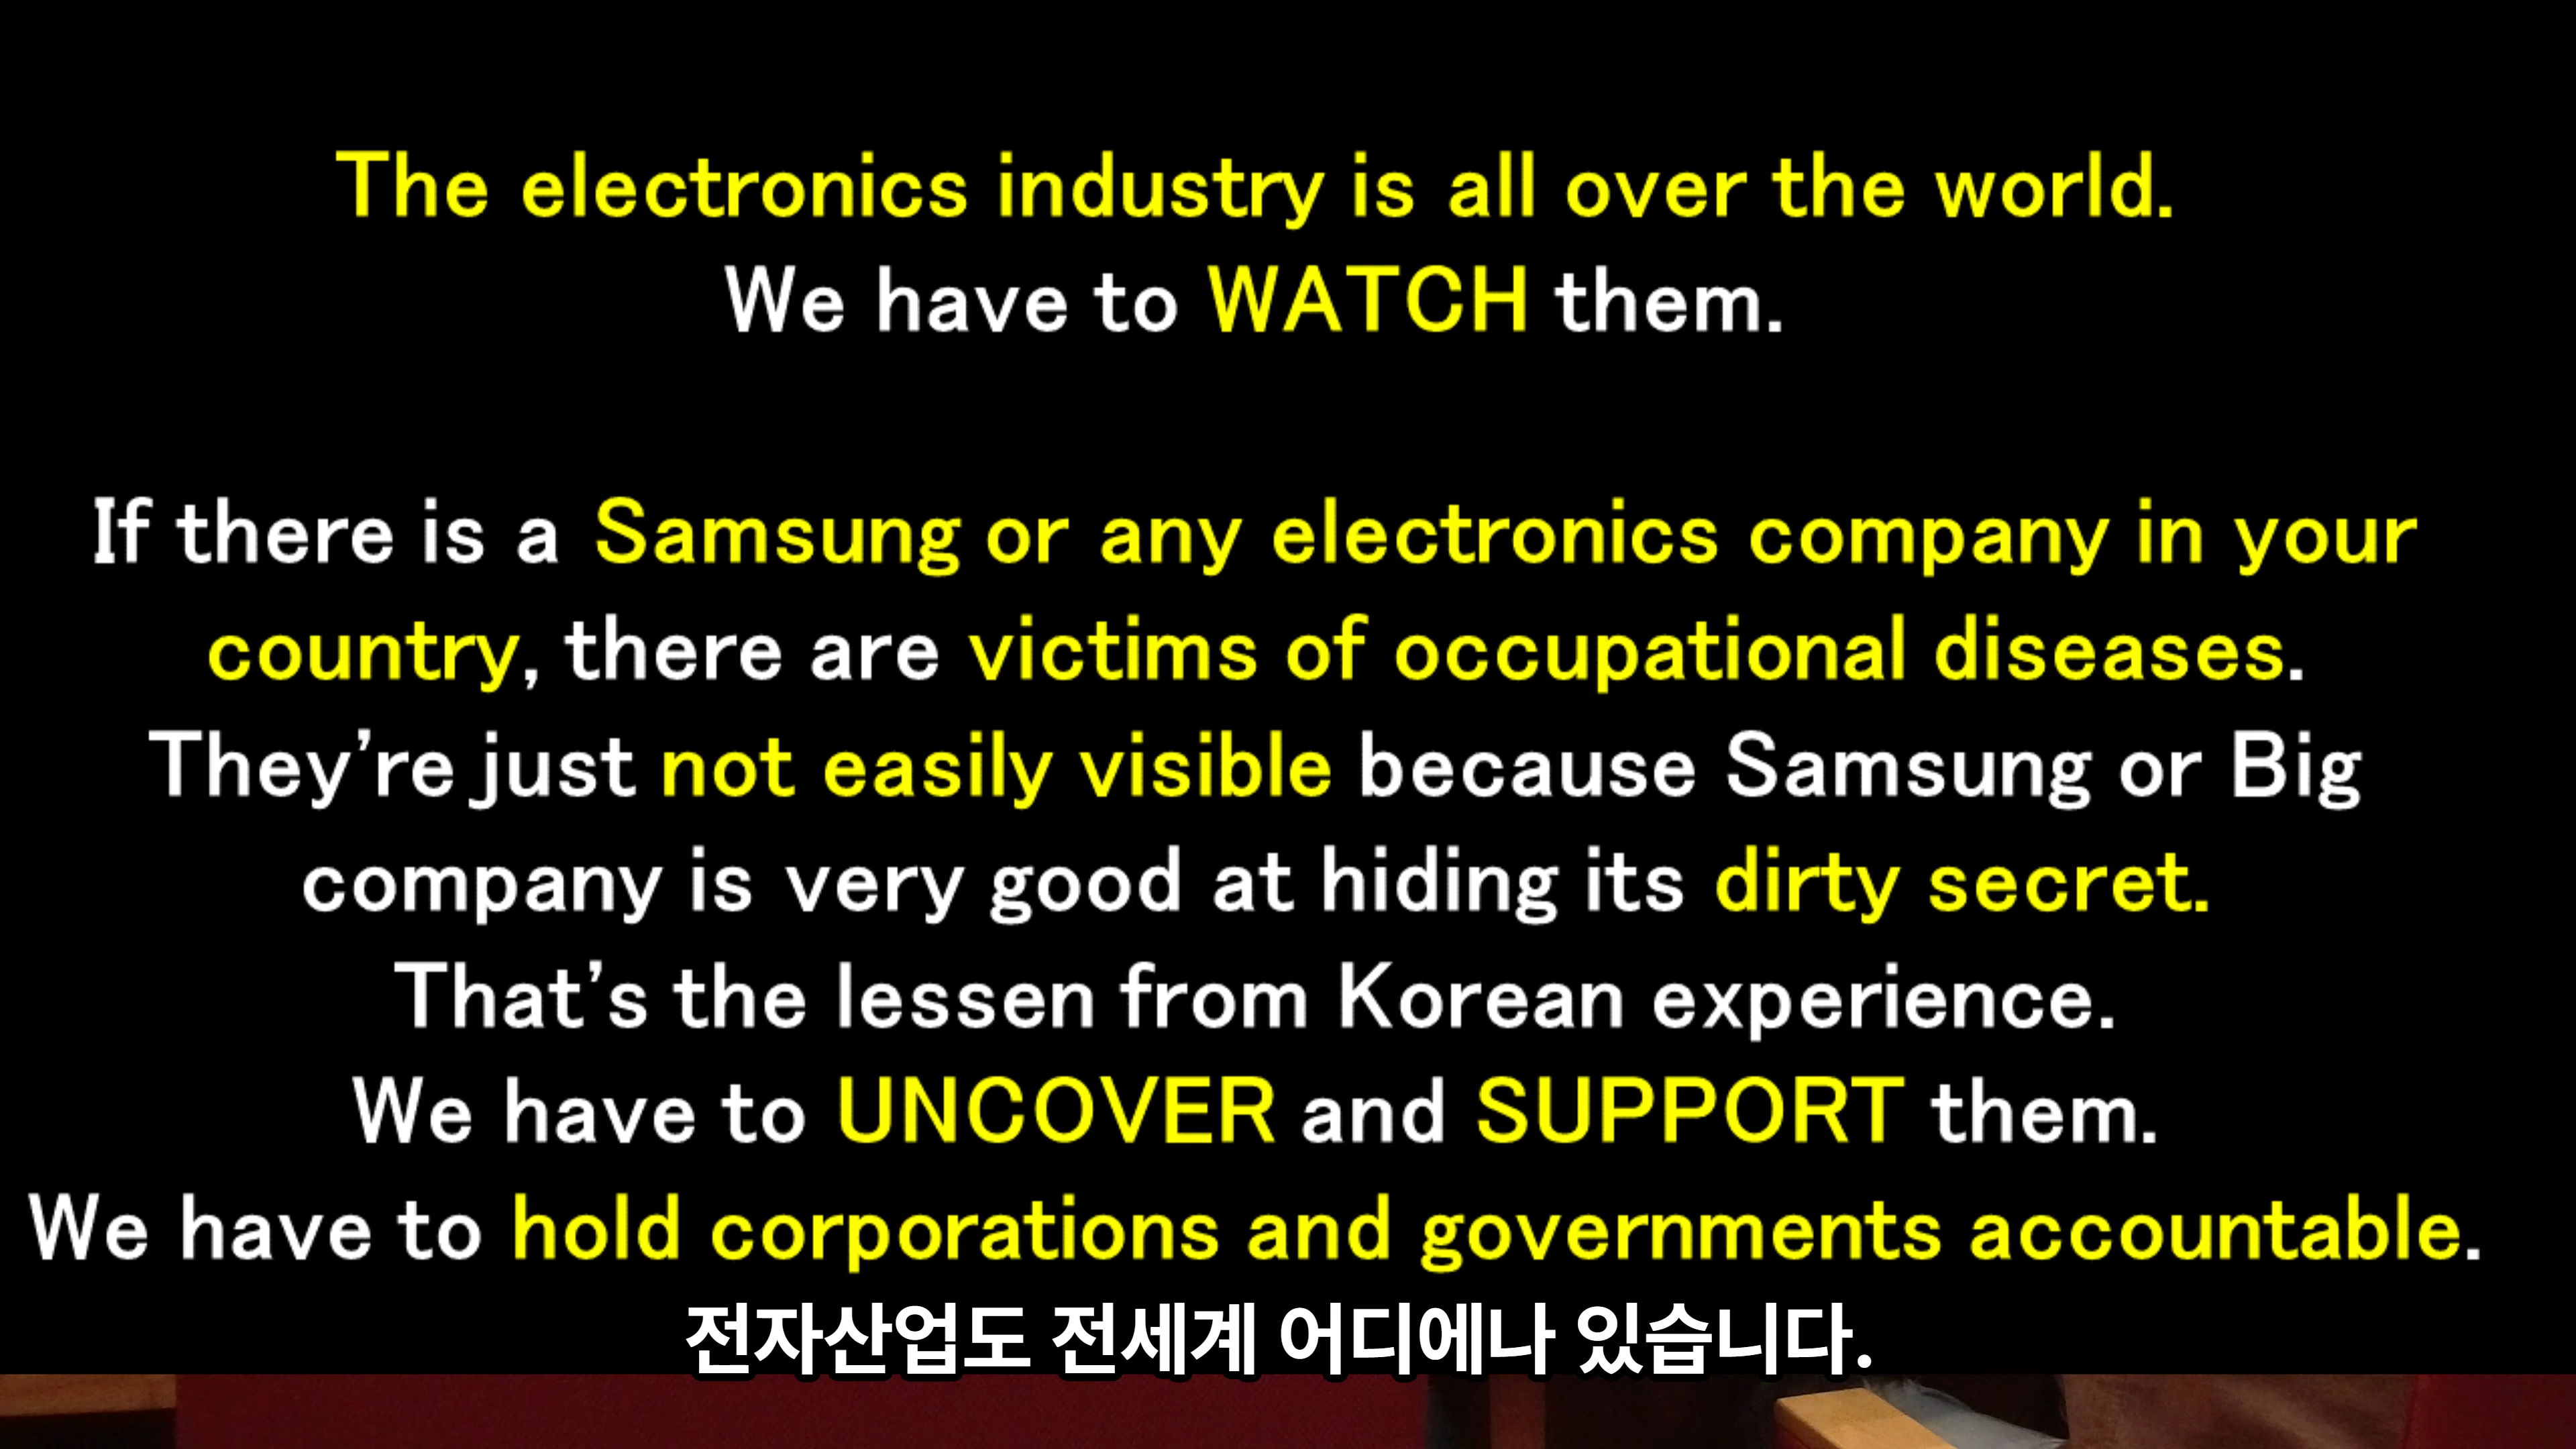 The electronics industry is all over the world.
We have to WATCH them.
If there is a Samsung or any electronics company in your
country, there are victims of occupational diseases.
They're just not easily visible because Samsung or Big
company is very good at hiding its dirty secret.
That's the lessen from Korean experience.
We have to UNCOVER and SUPPORT them.
We have to hold corporations and governments accountable.
전자산업도 전세계 어디에나 있습니다.